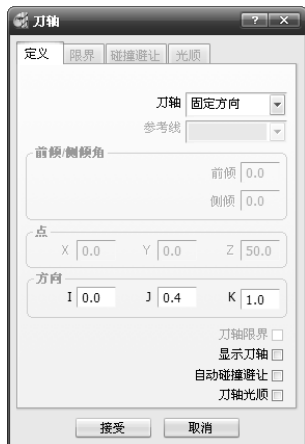 刀轴
定义 限界 碰撞避让 光顺
刀轴 固定方向
参考线
前倾/侧倾角
前倾 0.0
侧倾 0.0
点
X 0.0 Y 0.0 Z 50.0
方向
I 0.0 J 0.4 K 1.0
刀轴限界
显示刀轴
自动碰撞避让
刀轴光顺
接受 取消